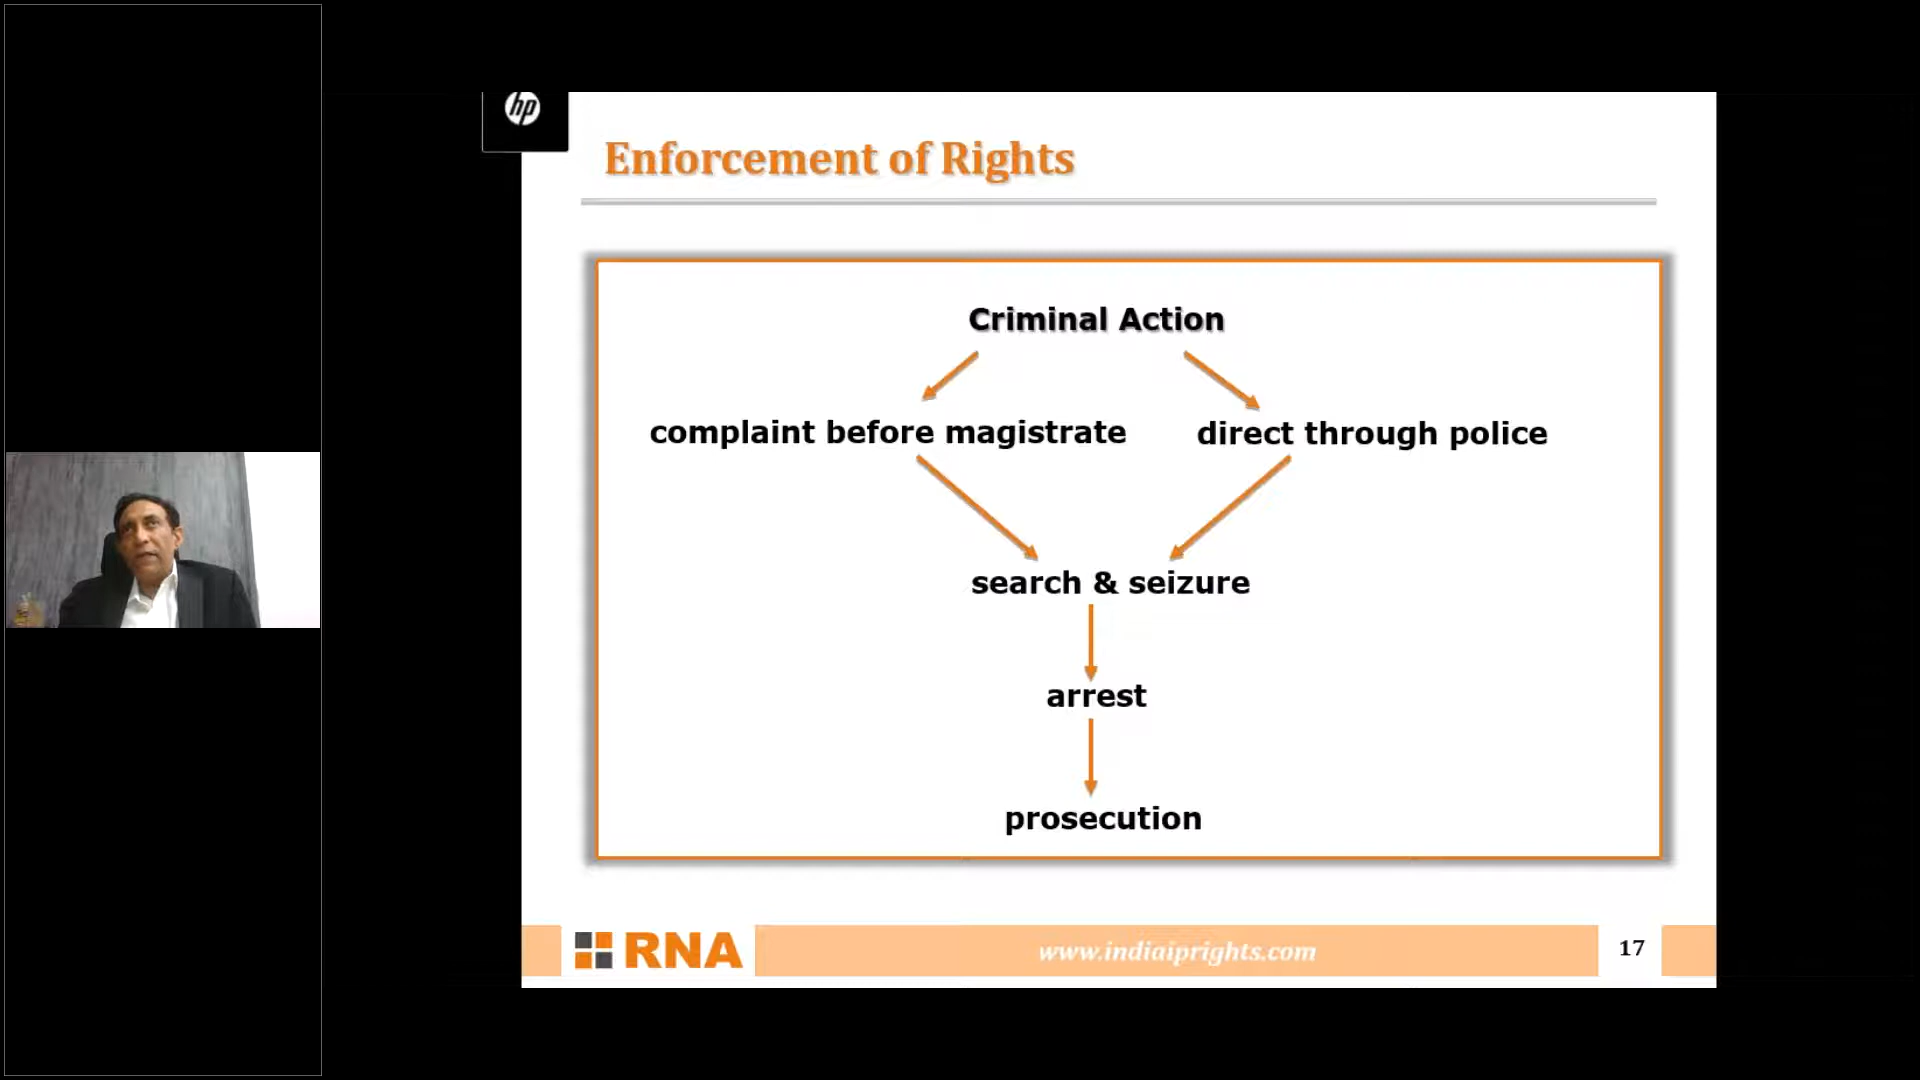 hp
Enforcement of Rights
Criminal Action
complaint before magistrate
direct through police
search & seizure
arrest
prosecution
RNA
www.indiaiprights.com
17